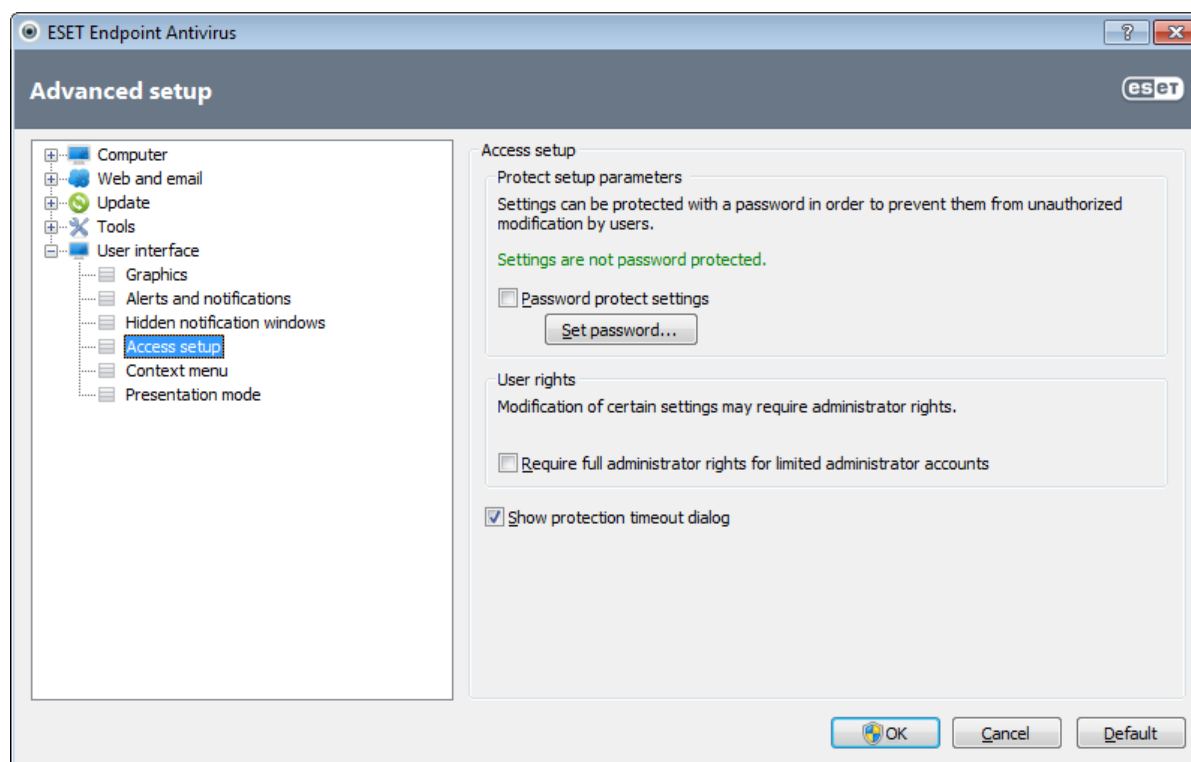 ESET Endpoint Antivirus
?
Advanced setup
eseT
Computer
Web and email
Update
Tools
User interface
Graphics
Alerts and notifications
Hidden notification windows
Access setup
Context menu
Presentation mode
Access setup
Protect setup parameters
Settings can be protected with a password in order to prevent them from unauthorized
modification by users.
Settings are not password protected.
Password protect settings
Set password...
User rights
Modification of certain settings may require administrator rights.
Require full administrator rights for limited administrator accounts
Show protection timeout dialog
OK
Cancel
Default